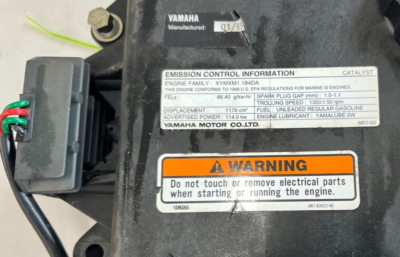 YAMAHA
Manufactured:
EMISSION CONTROL INFORMATION CATALYST
ENGINE FAMILY : XYMXM1.184DA
THIS ENGINE CONFORMS TO 1999 U.S. EPA REGULATIONS FOR MARINE SI ENGINES.
FELs : 86.40 g/kw-hr SPARK PLUG GAP (mm) : 1.0-1.1
TROLLING SPEED : 1350±50 rpm
DISPLACEMENT : 1176 cm³ FUEL : UNLEADED REGULAR GASOLINE
ADVERTISED POWER : 114.0 kw ENGINE LUBRICANT : YAMALUBE 2W
YAMAHA MOTOR CO.,LTD.
WARNING
Do not touch or remove electrical parts
when starting or running the engine.
YAMAHA